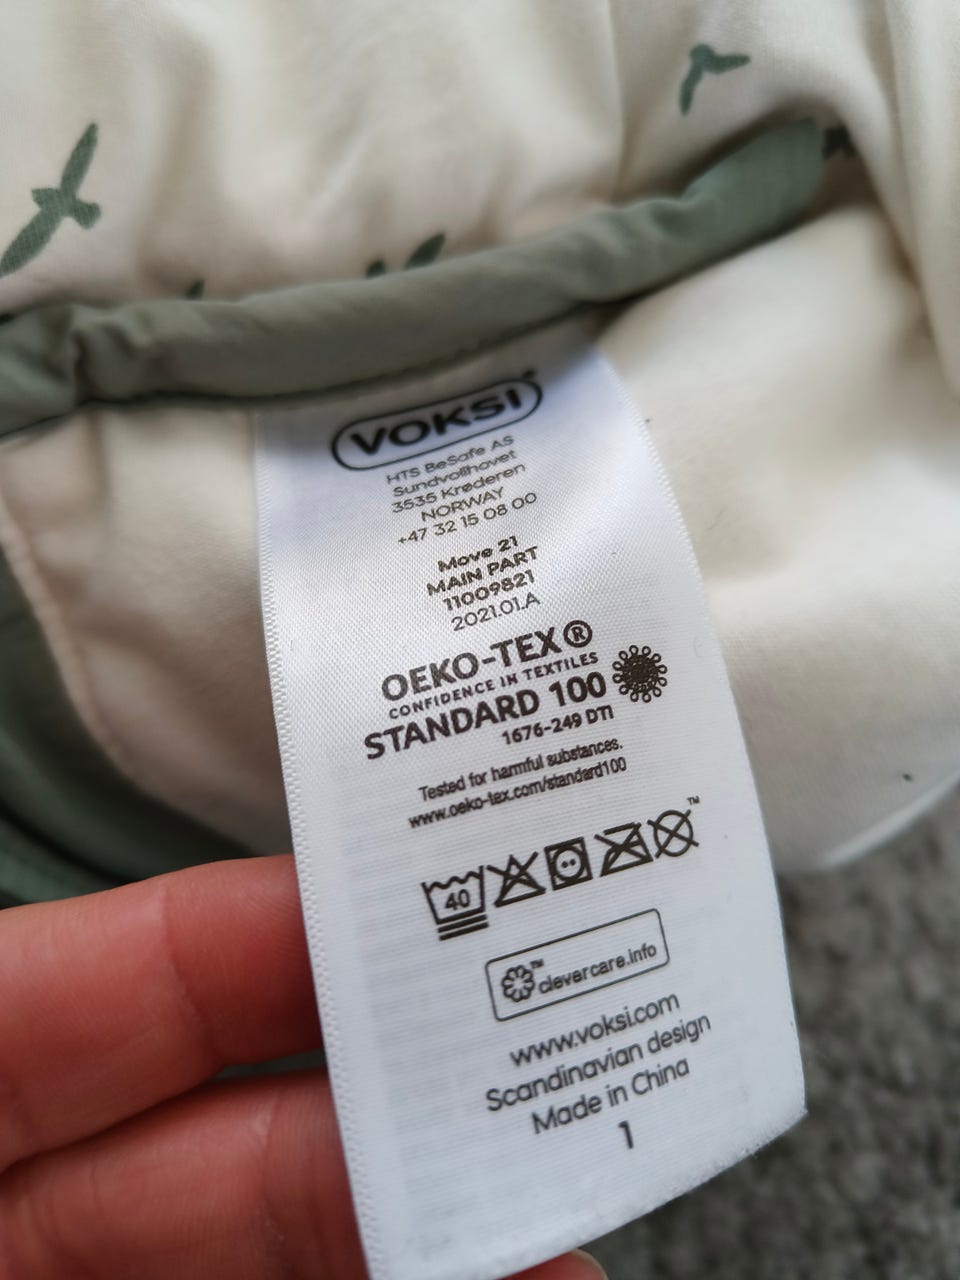 VOKSI
HTS BeSafe AS
Sundvollhovet
3535 Krøderen
NORWAY
+47 32 15 08 00
Move 21
MAIN PART
11009821
2021.01.A
OEKO-TEX®
CONFIDENCE IN TEXTILES
STANDARD 100
1676-249 DTI
Tested for harmful substances.
www.oeko-tex.com/standard100
40 ™
™ clevercare.info
www.voksi.com
Scandinavian design
Made in China
1